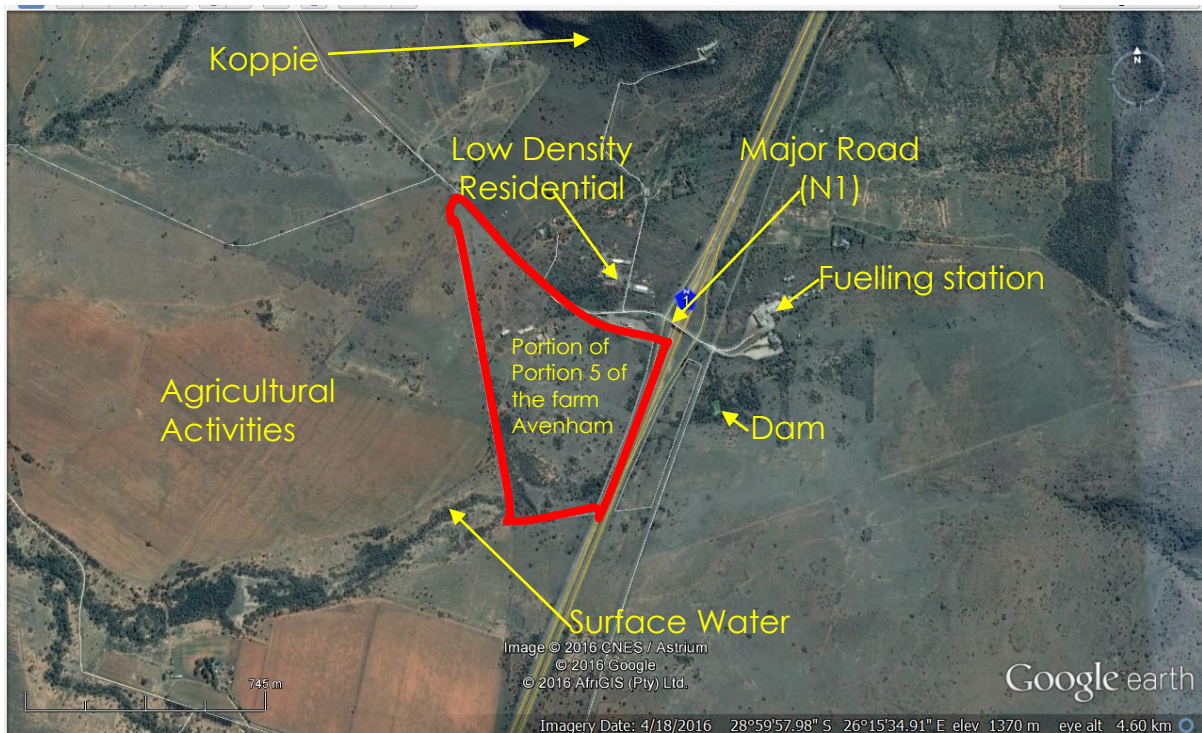 Koppie
N
Low Density
Residential
Major Road
(N1)
Fuelling station
1
Portion of
Portion 5 of
the farm
Avenham
Agricultural
Activities
Dam
Surface Water
Image © 2016 CNES / Astrium
© 2016 Google
© 2016 AfriGIS (Pty) Ltd.
745 m
Google earth
Imagery Date: 4/18/2016 28°59'57.98" S 26°15'34.91" E elev 1370 m eye alt 4.60 km